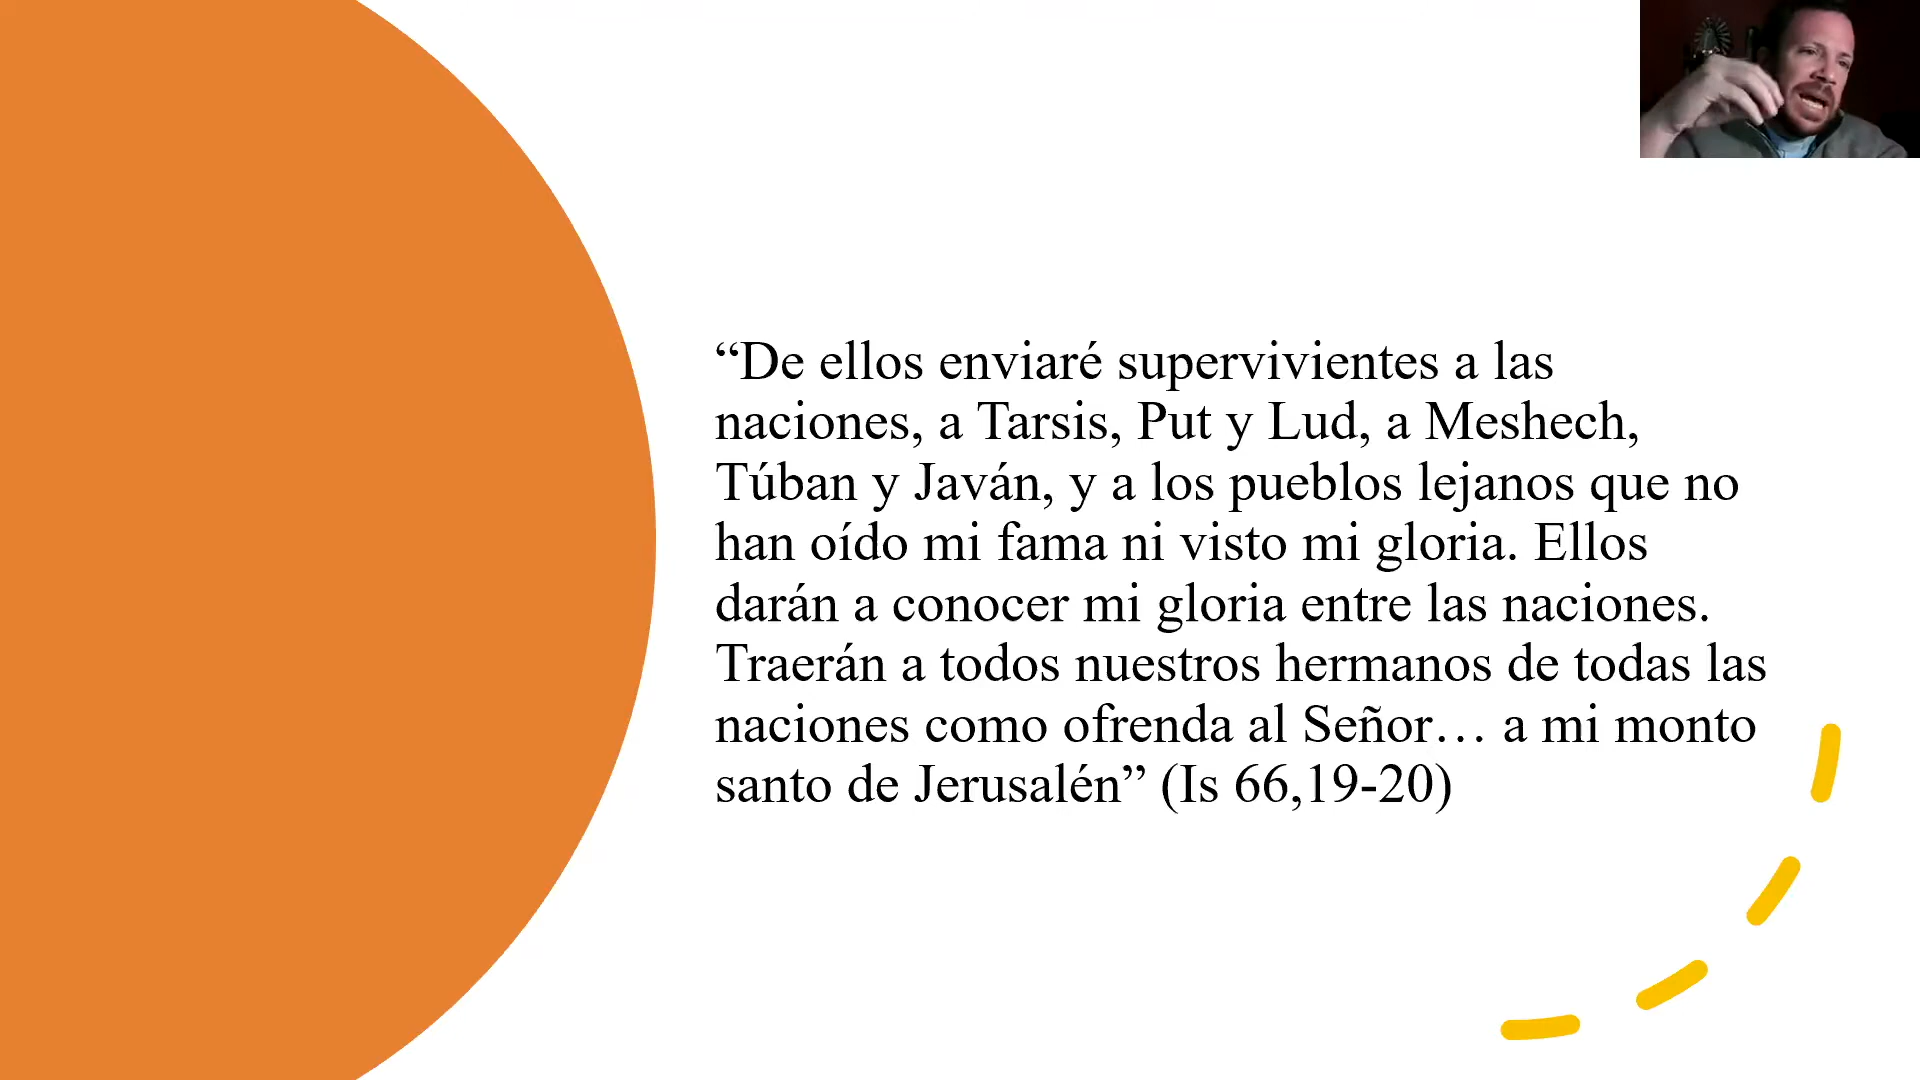 “De ellos enviaré supervivientes a las
naciones, a Tarsis, Put y Lud, a Meshech,
Túban y Javán, y a los pueblos lejanos que no
han oído mi fama ni visto mi gloria. Ellos
darán a conocer mi gloria entre las naciones.
Traerán a todos nuestros hermanos de todas las
naciones como ofrenda al Señor… a mi monto
santo de Jerusalén” (Is 66,19-20)